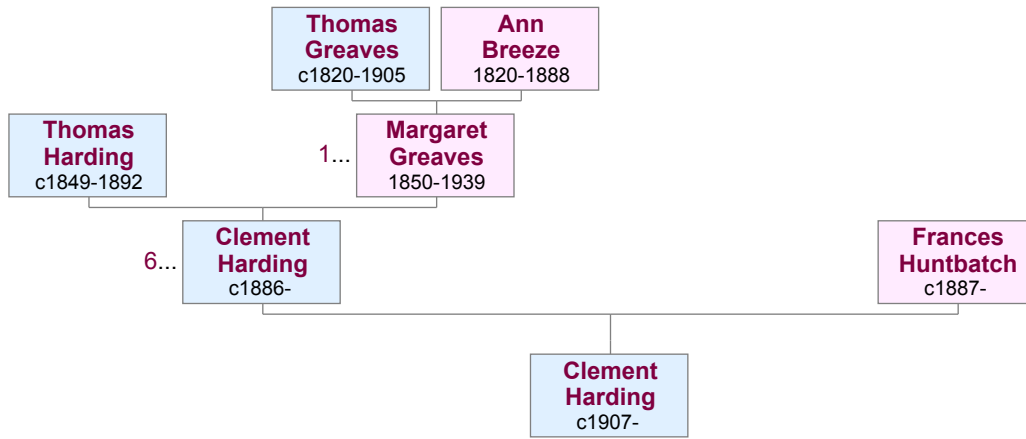 Thomas
Greaves
c1820-1905
Ann
Breeze
1820-1888
Thomas
Harding
c1849-1892
1...
Margaret
Greaves
1850-1939
6...
Clement
Harding
c1886-
Frances
Huntbatch
c1887-
Clement
Harding
c1907-